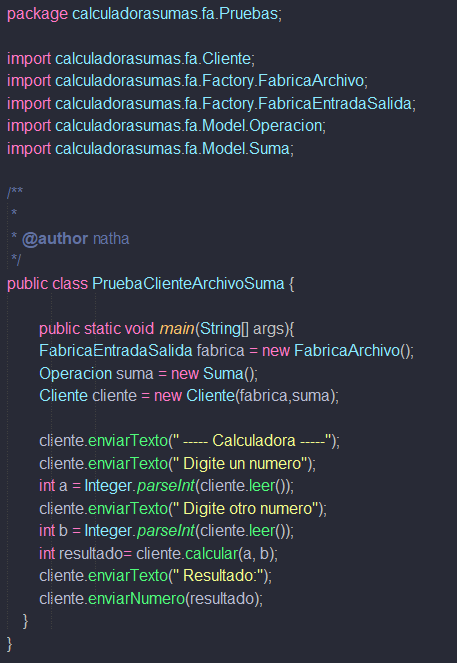 package calculadorasumas.fa.Pruebas;
import calculadorasumas.fa.Cliente;
import calculadorasumas.fa.Factory.FabricaArchivo;
import calculadorasumas.fa.Factory.FabricaEntradaSalida;
import calculadorasumas.fa.Model.Operacion;
import calculadorasumas.fa.Model.Suma;
/**
*
* @author natha
*/
public class PruebaClienteArchivoSuma {
public static void main(String[] args){
FabricaEntradaSalida fabrica = new FabricaArchivo();
Operacion suma = new Suma();
Cliente cliente = new Cliente(fabrica,suma);
cliente.enviarTexto(" ----- Calculadora -----");
cliente.enviarTexto(" Digite un numero");
int a = Integer.parseInt(cliente.leer());
cliente.enviarTexto(" Digite otro numero");
int b = Integer.parseInt(cliente.leer());
int resultado= cliente.calcular(a, b);
cliente.enviarTexto(" Resultado:");
cliente.enviarNumero(resultado);
}
}